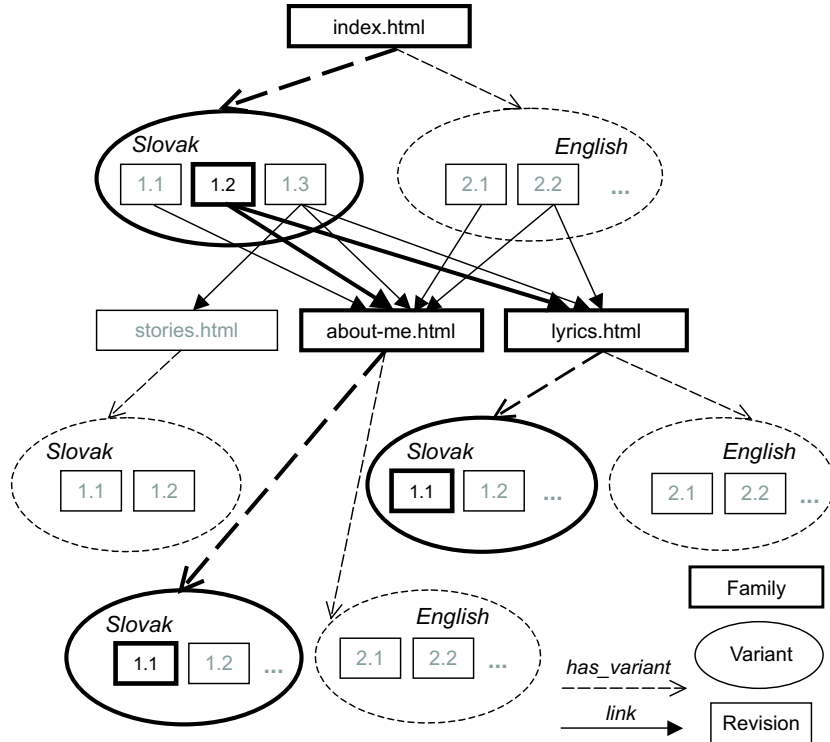 index.html
Slovak
English
1.1 1.2 1.3
2.1 2.2 ...
stories.html
about-me.html
lyrics.html
Slovak
1.1 1.2
Slovak
1.1 1.2 ...
English
2.1 2.2 ...
Slovak
1.1 1.2 ...
English
2.1 2.2 ...
Family
Variant
has_variant
link
Revision